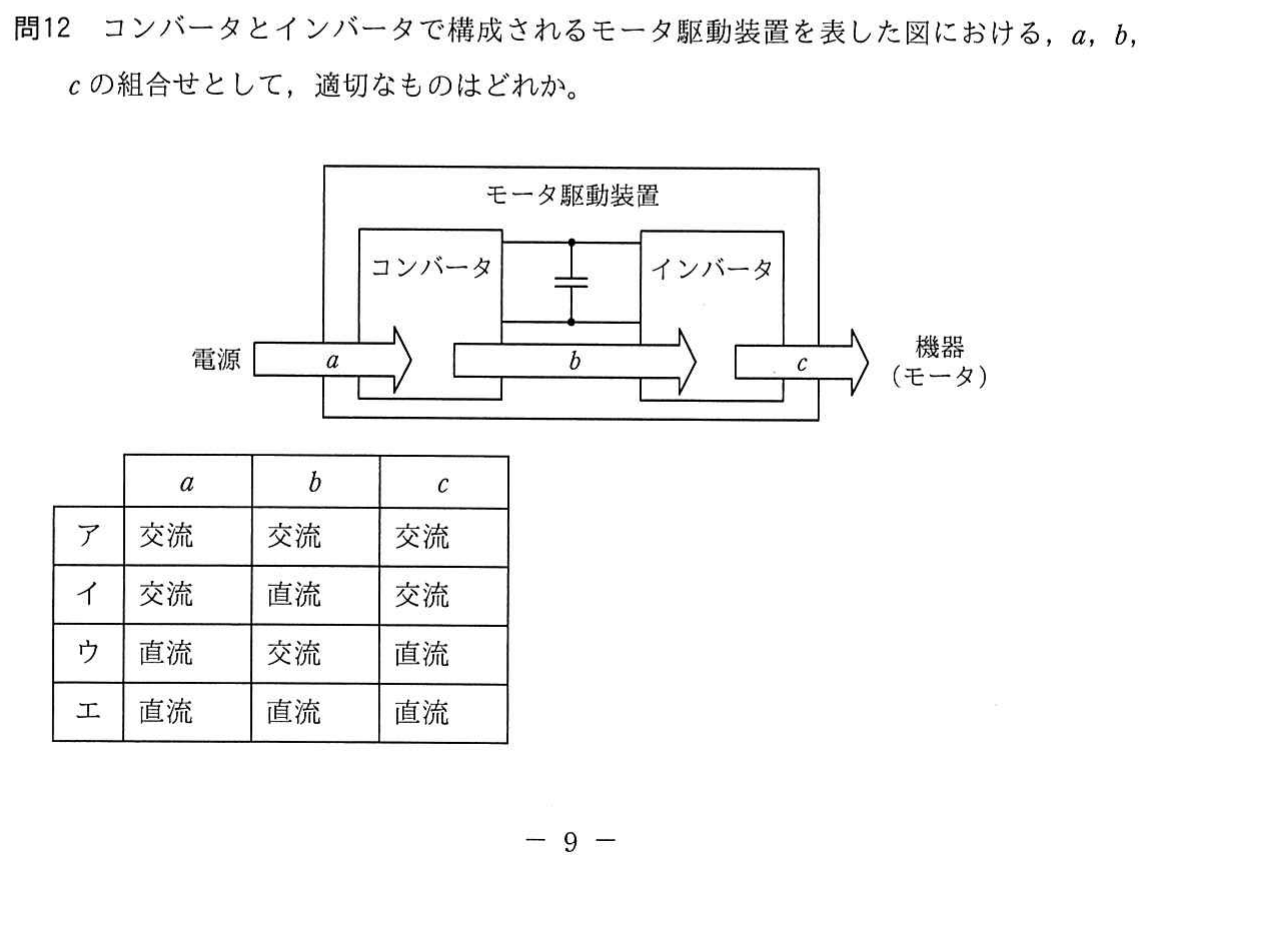 問12 コンバータとインバータで構成されるモータ駆動装置を表した図における，a，b，
cの組合せとして，適切なものはどれか。
モータ駆動装置
コンバータ
インバータ
電源
a
b
c
機器
（モータ）
a b c
ア 交流 交流 交流
イ 交流 直流 交流
ウ 直流 交流 直流
エ 直流 直流 直流
－ 9 －